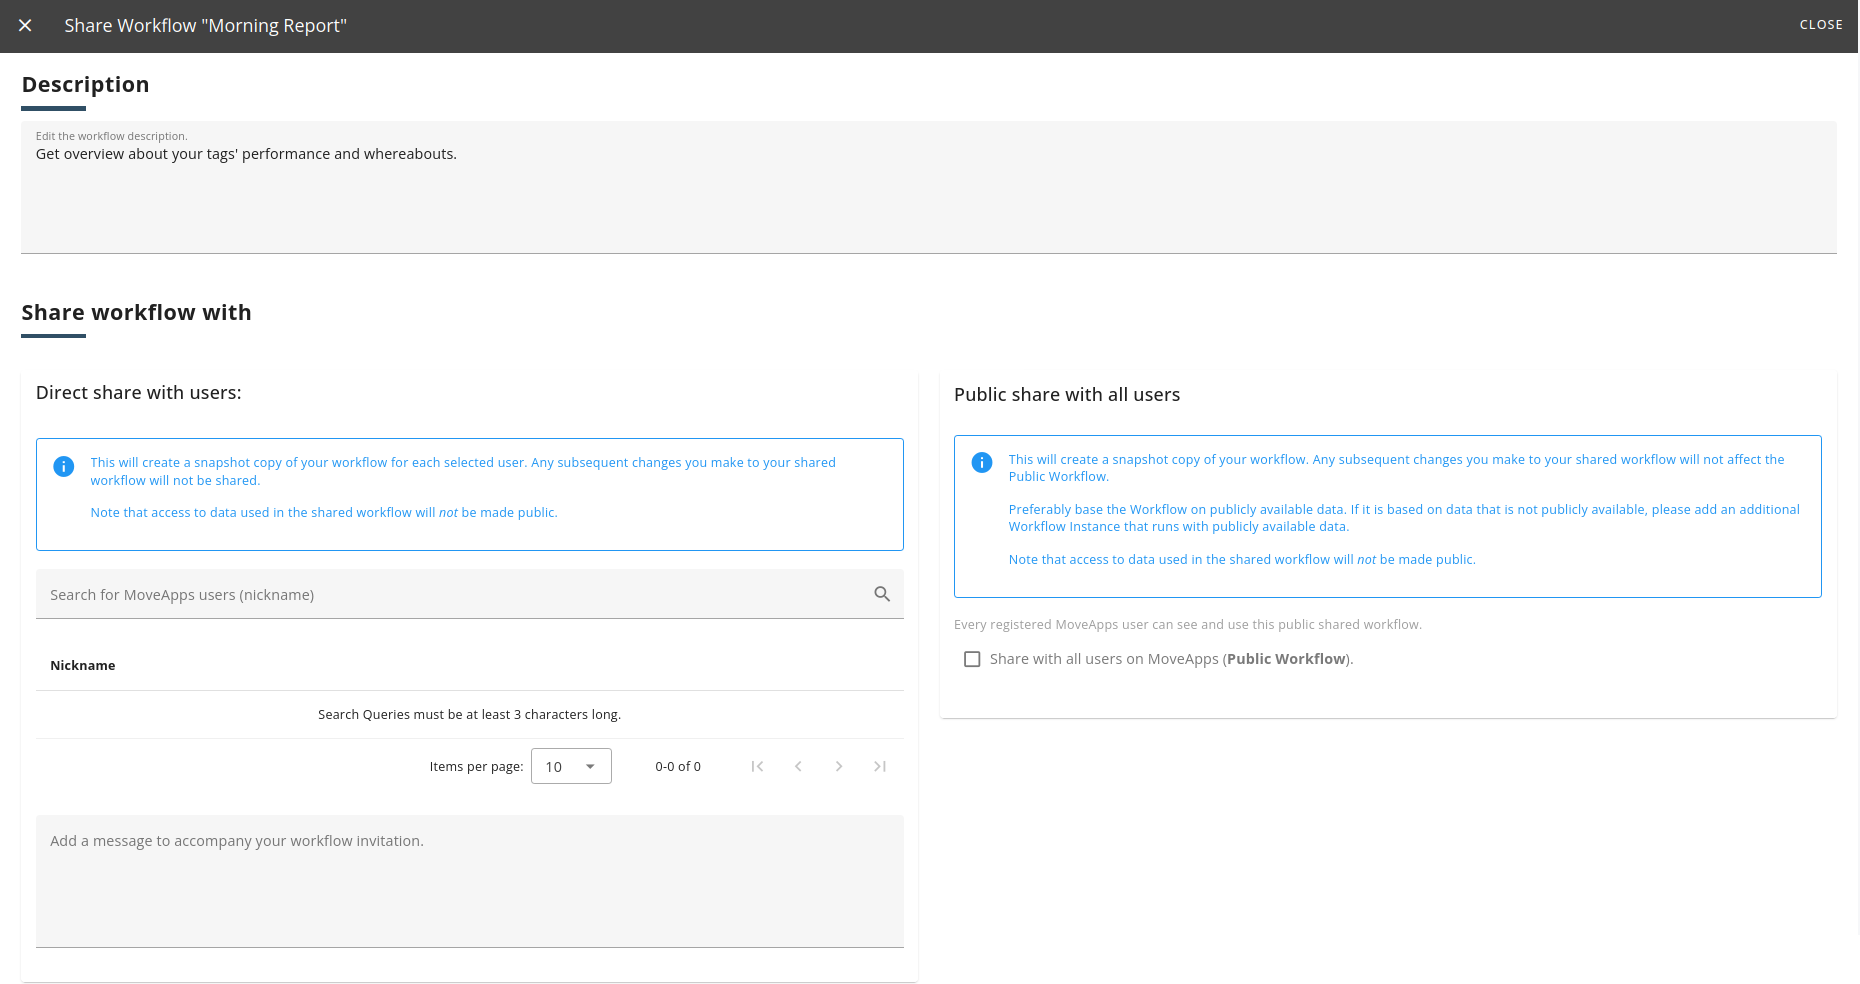 Share Workflow "Morning Report"
CLOSE
Description
Edit the workflow description.
Get overview about your tags' performance and whereabouts.
Share workflow with
Direct share with users:
This will create a snapshot copy of your workflow for each selected user. Any subsequent changes you make to your shared
workflow will not be shared.
Note that access to data used in the shared workflow will not be made public.
Search for MoveApps users (nickname)
Nickname
Search Queries must be at least 3 characters long.
Items per page: 10 0-0 of 0
Add a message to accompany your workflow invitation.
Public share with all users
This will create a snapshot copy of your workflow. Any subsequent changes you make to your shared workflow will not affect the
Public Workflow.
Preferably base the Workflow on publicly available data. If it is based on data that is not publicly available, please add an additional
Workflow Instance that runs with publicly available data.
Note that access to data used in the shared workflow will not be made public.
Every registered MoveApps user can see and use this public shared workflow.
Share with all users on MoveApps (Public Workflow).